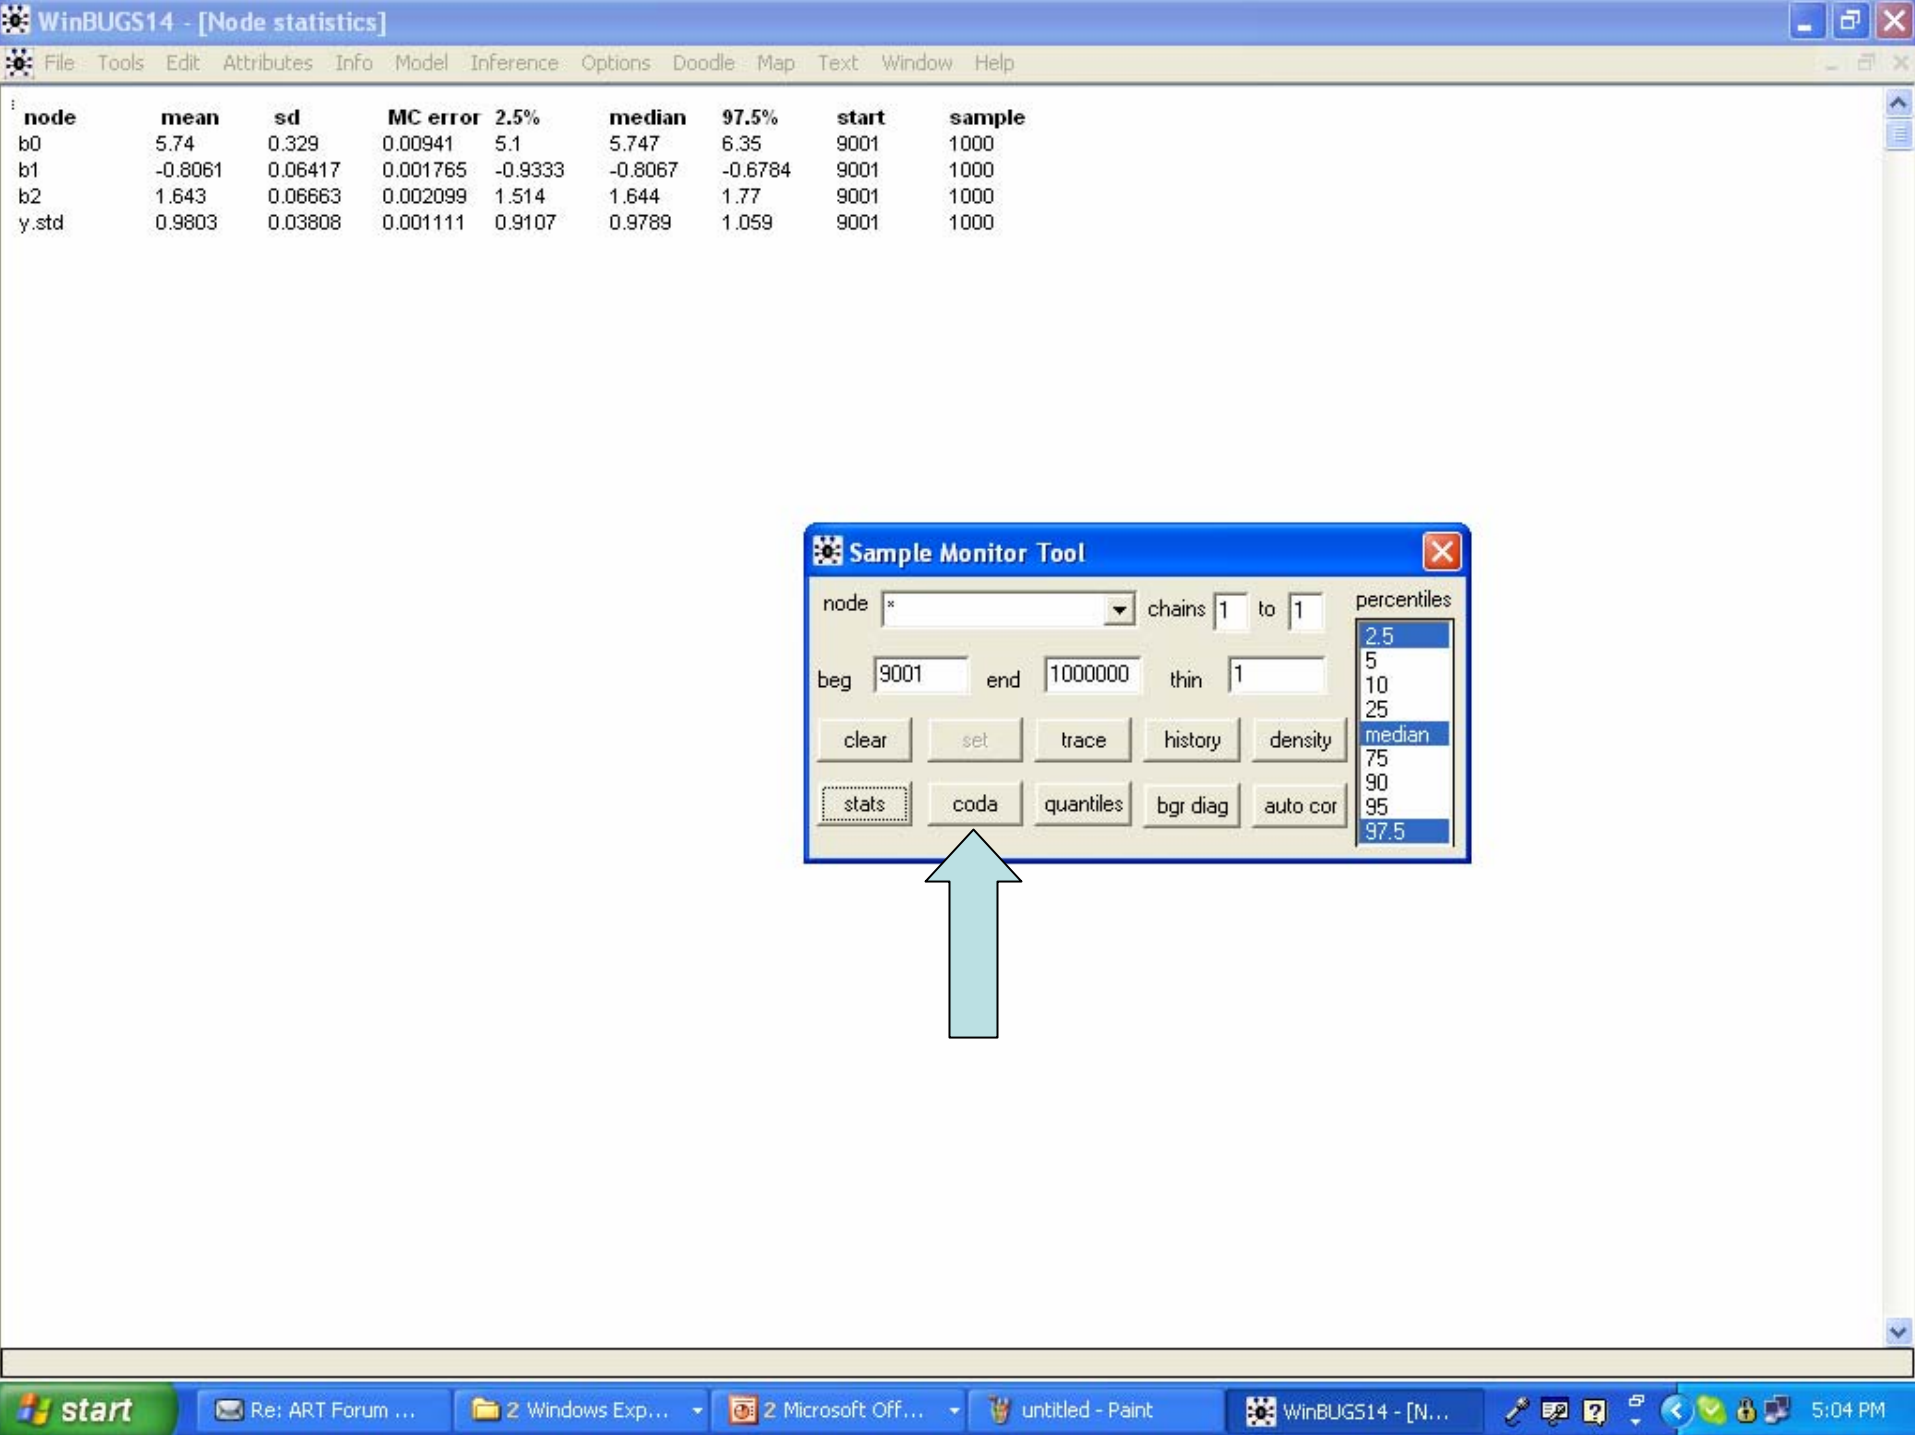 WinBUGS14 - [Node statistics]
File Tools Edit Attributes Info Model Inference Options Doodle Map Text Window Help
node mean sd MC error 2.5% median 97.5% start sample
b0 5.74 0.329 0.00941 5.1 5.747 6.35 9001 1000
b1 -0.8061 0.06417 0.001765 -0.9333 -0.8067 -0.6784 9001 1000
b2 1.643 0.06663 0.002099 1.514 1.644 1.77 9001 1000
y.std 0.9803 0.03808 0.001111 0.9107 0.9789 1.059 9001 1000
Sample Monitor Tool
node * chains 1 to 1
beg 9001 end 1000000 thin 1
clear set trace history density
stats coda quantiles bgr diag auto cor
percentiles
2.5
5
10
25
median
75
90
95
97.5
start Re: ART Forum ... 2 Windows Exp... 2 Microsoft Off... untitled - Paint WinBUGS14 - [N... 5:04 PM